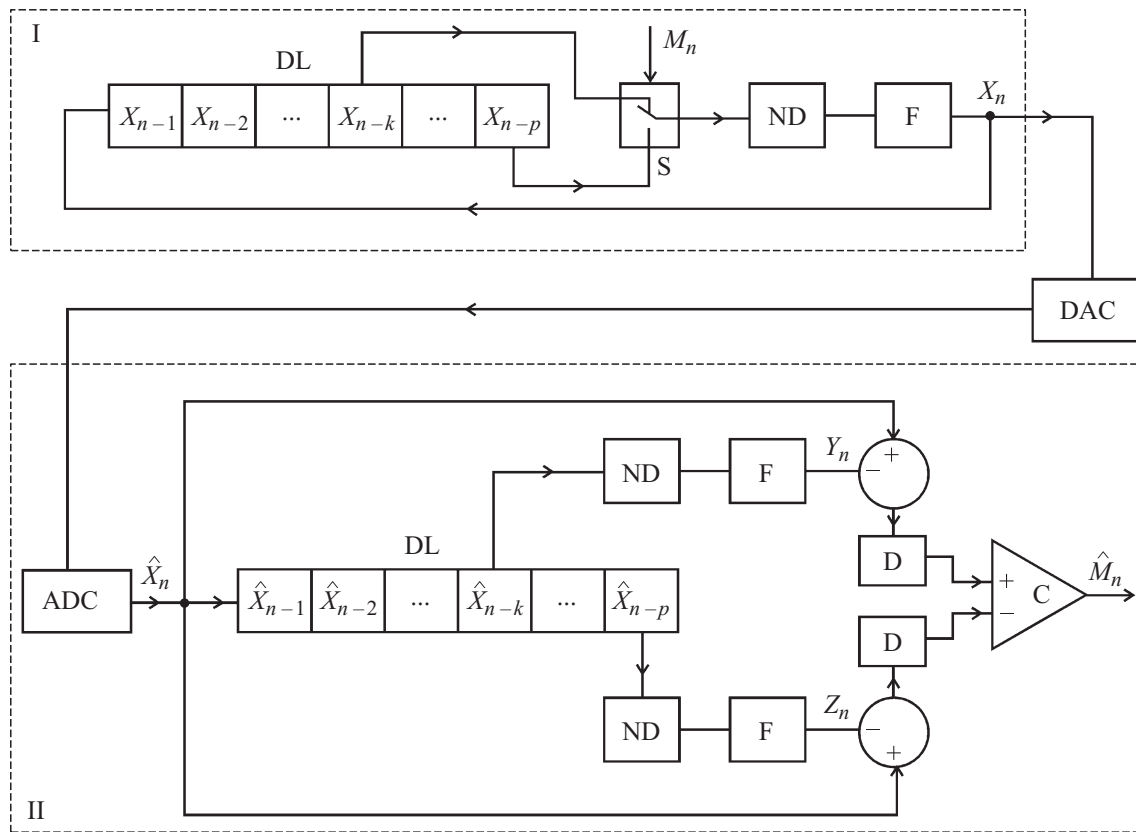 I
DL
M_n
X_{n-1} X_{n-2} ... X_{n-k} ... X_{n-p}
S
ND
F
X_n
DAC
ADC
X̂_n
DL
X̂_{n-1} X̂_{n-2} ... X̂_{n-k} ... X̂_{n-p}
ND
F
Y_n
+
−
D
+
−
C
M̂_n
D
ND
F
Z_n
−
+
II